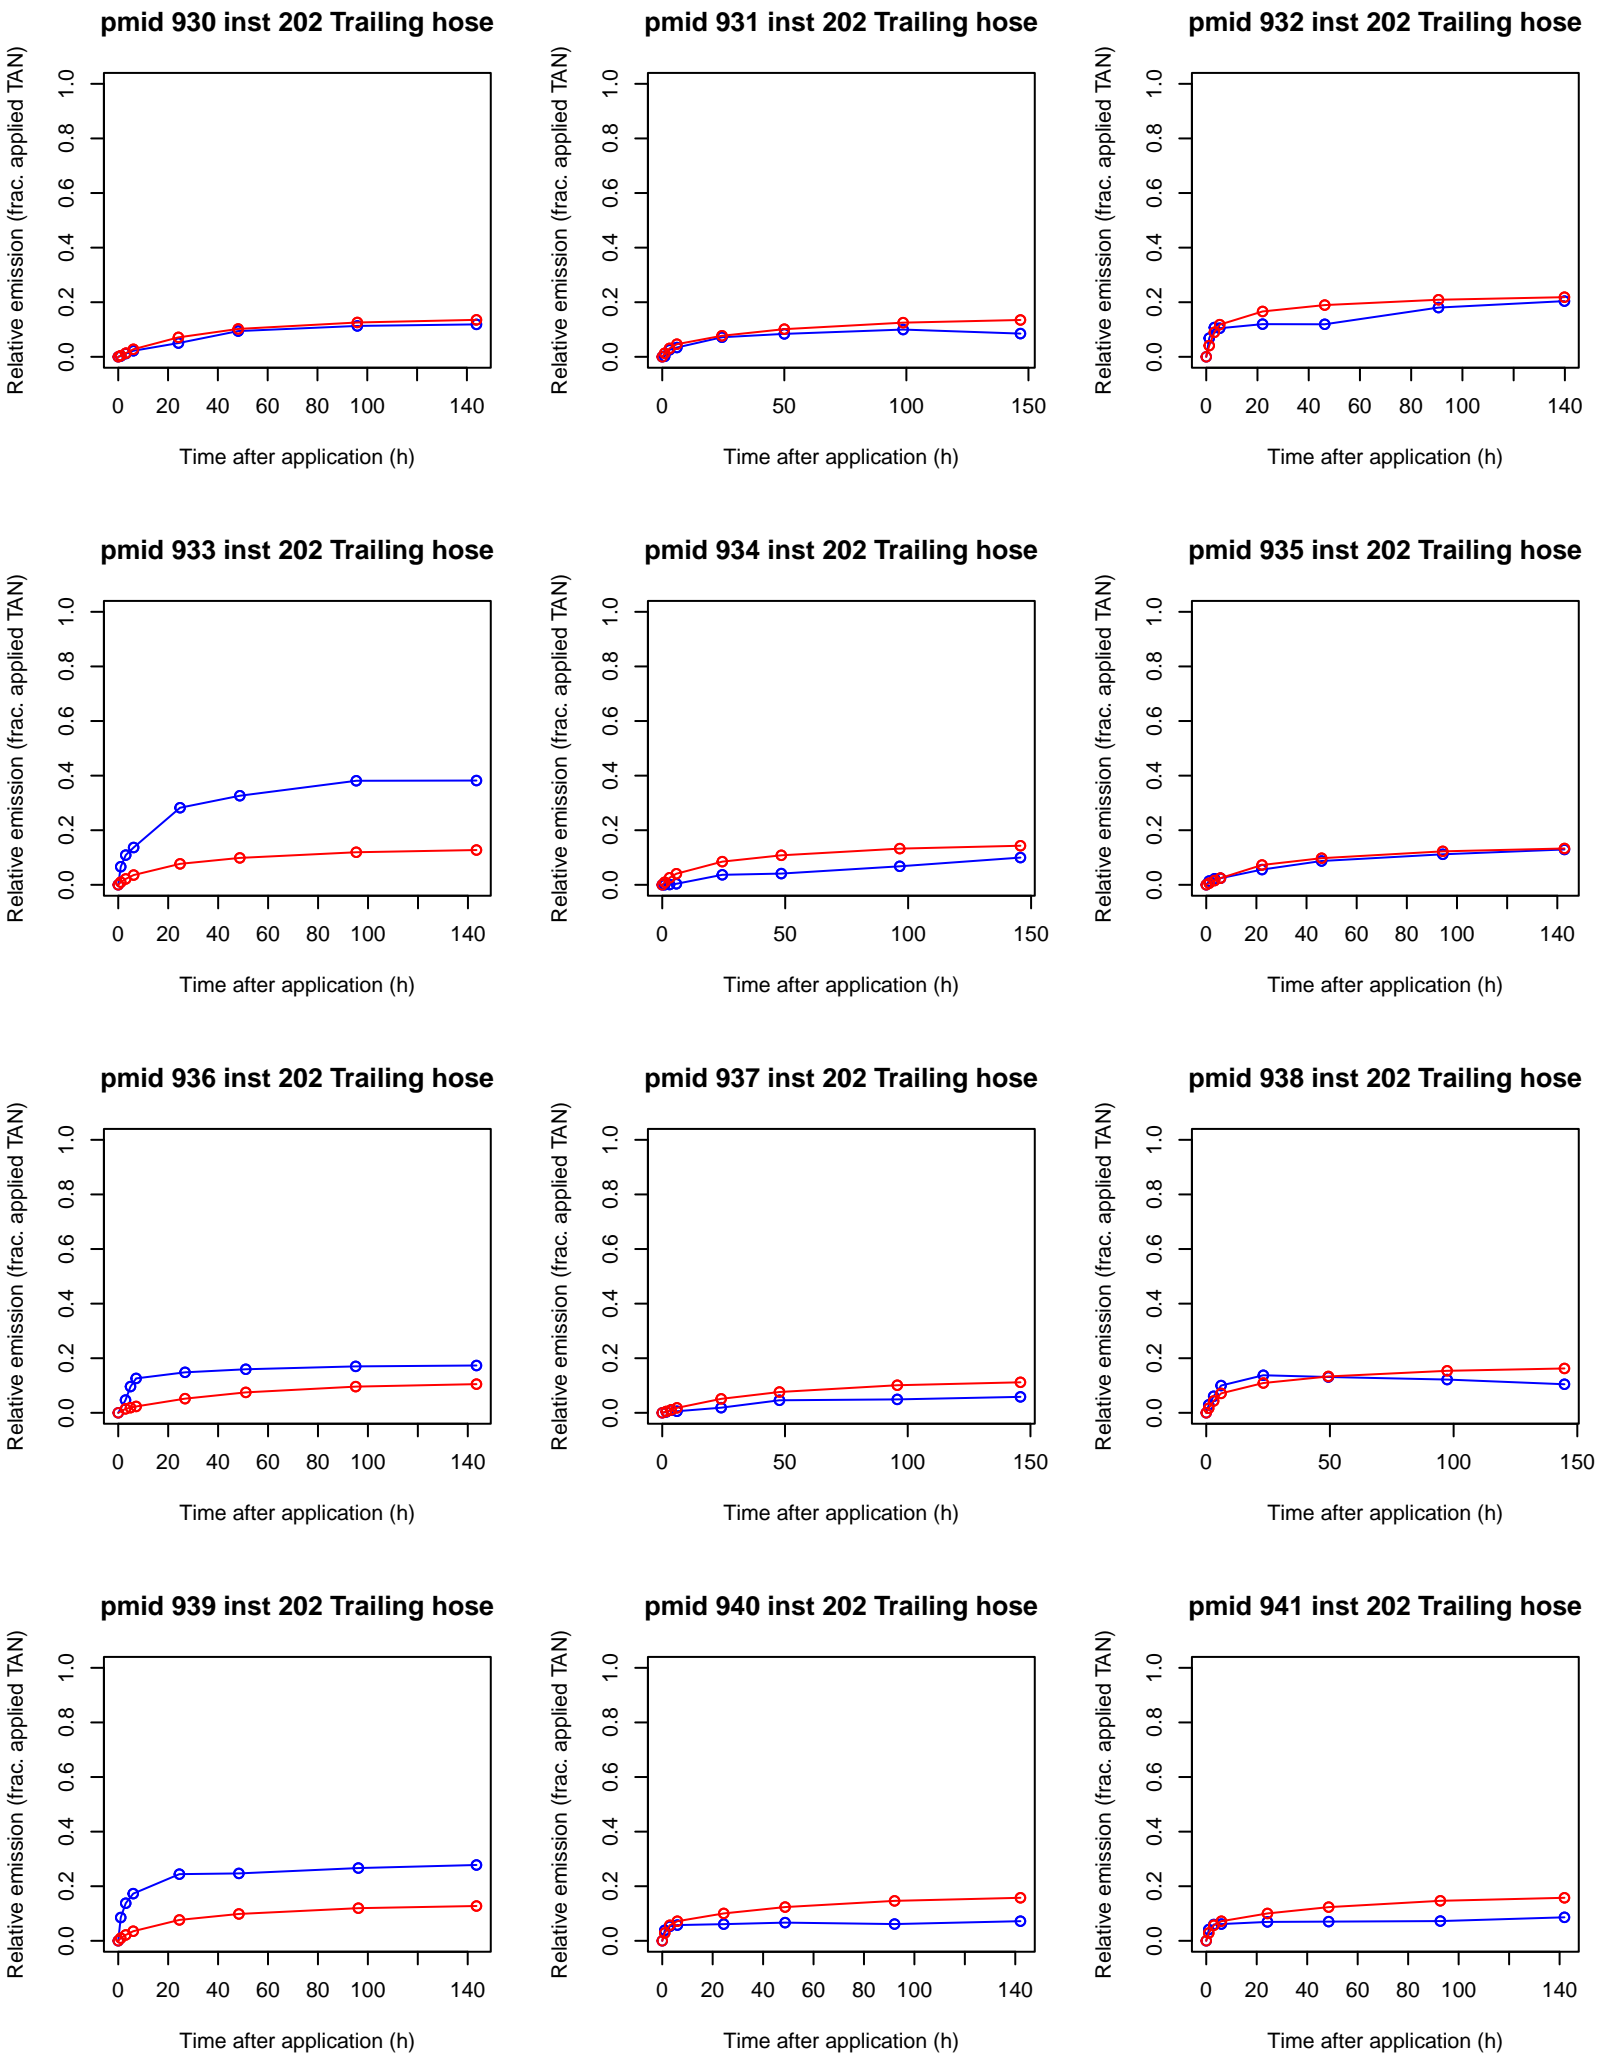 pmid 930 inst 202 Trailing hose
Relative emission (frac. applied TAN)
1.0
0.8
0.6
0.4
0.2
0.0
0 20 40 60 80 100 140
Time after application (h)
pmid 931 inst 202 Trailing hose
Relative emission (frac. applied TAN)
1.0
0.8
0.6
0.4
0.2
0.0
0 50 100 150
Time after application (h)
pmid 932 inst 202 Trailing hose
Relative emission (frac. applied TAN)
1.0
0.8
0.6
0.4
0.2
0.0
0 20 40 60 80 100 140
Time after application (h)
pmid 933 inst 202 Trailing hose
Relative emission (frac. applied TAN)
1.0
0.8
0.6
0.4
0.2
0.0
0 20 40 60 80 100 140
Time after application (h)
pmid 934 inst 202 Trailing hose
Relative emission (frac. applied TAN)
1.0
0.8
0.6
0.4
0.2
0.0
0 50 100 150
Time after application (h)
pmid 935 inst 202 Trailing hose
Relative emission (frac. applied TAN)
1.0
0.8
0.6
0.4
0.2
0.0
0 20 40 60 80 100 140
Time after application (h)
pmid 936 inst 202 Trailing hose
Relative emission (frac. applied TAN)
1.0
0.8
0.6
0.4
0.2
0.0
0 20 40 60 80 100 140
Time after application (h)
pmid 937 inst 202 Trailing hose
Relative emission (frac. applied TAN)
1.0
0.8
0.6
0.4
0.2
0.0
0 50 100 150
Time after application (h)
pmid 938 inst 202 Trailing hose
Relative emission (frac. applied TAN)
1.0
0.8
0.6
0.4
0.2
0.0
0 50 100 150
Time after application (h)
pmid 939 inst 202 Trailing hose
Relative emission (frac. applied TAN)
1.0
0.8
0.6
0.4
0.2
0.0
0 20 40 60 80 100 140
Time after application (h)
pmid 940 inst 202 Trailing hose
Relative emission (frac. applied TAN)
1.0
0.8
0.6
0.4
0.2
0.0
0 20 40 60 80 100 140
Time after application (h)
pmid 941 inst 202 Trailing hose
Relative emission (frac. applied TAN)
1.0
0.8
0.6
0.4
0.2
0.0
0 20 40 60 80 100 140
Time after application (h)